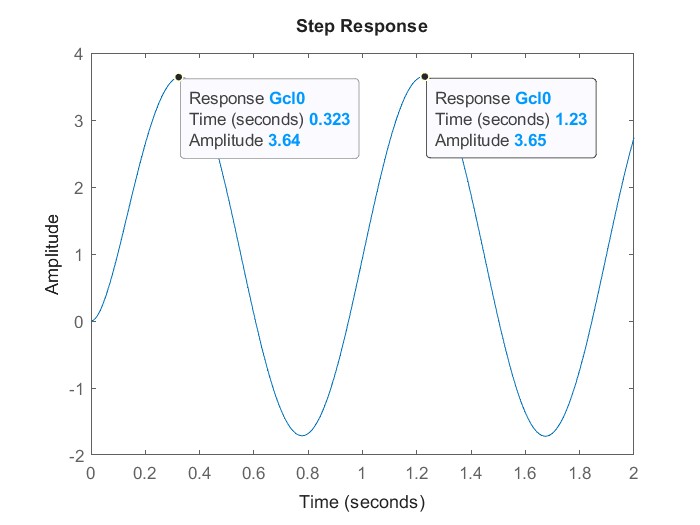 Step Response
Response Gcl0
Time (seconds) 0.323
Amplitude 3.64
Response Gcl0
Time (seconds) 1.23
Amplitude 3.65
Amplitude
4
3
2
1
0
-1
-2
0 0.2 0.4 0.6 0.8 1 1.2 1.4 1.6 1.8 2
Time (seconds)